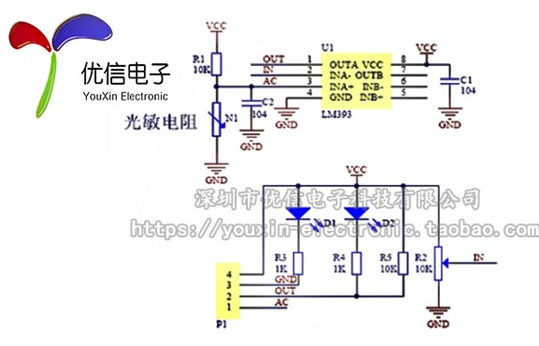 优信电子
YouXin Electronic
VCC
R1
10K
OUT
IN
AC
U1
1 OUTA VCC 8
2 INA- OUTB 7
3 INA+ INB- 6
4 GND INB+ 5
LM393
VCC
C1
104
GND
C2
104
GND
GND
光敏电阻
N1
GND
VCC
深圳市优信电子科技有限公司
https://youxin-electronic.taobao.com
D1
D2
R3
1K
R4
1K
R5
10K
R2
10K
IN
4
3 GND
2 OUT
1 AC
P1
GND